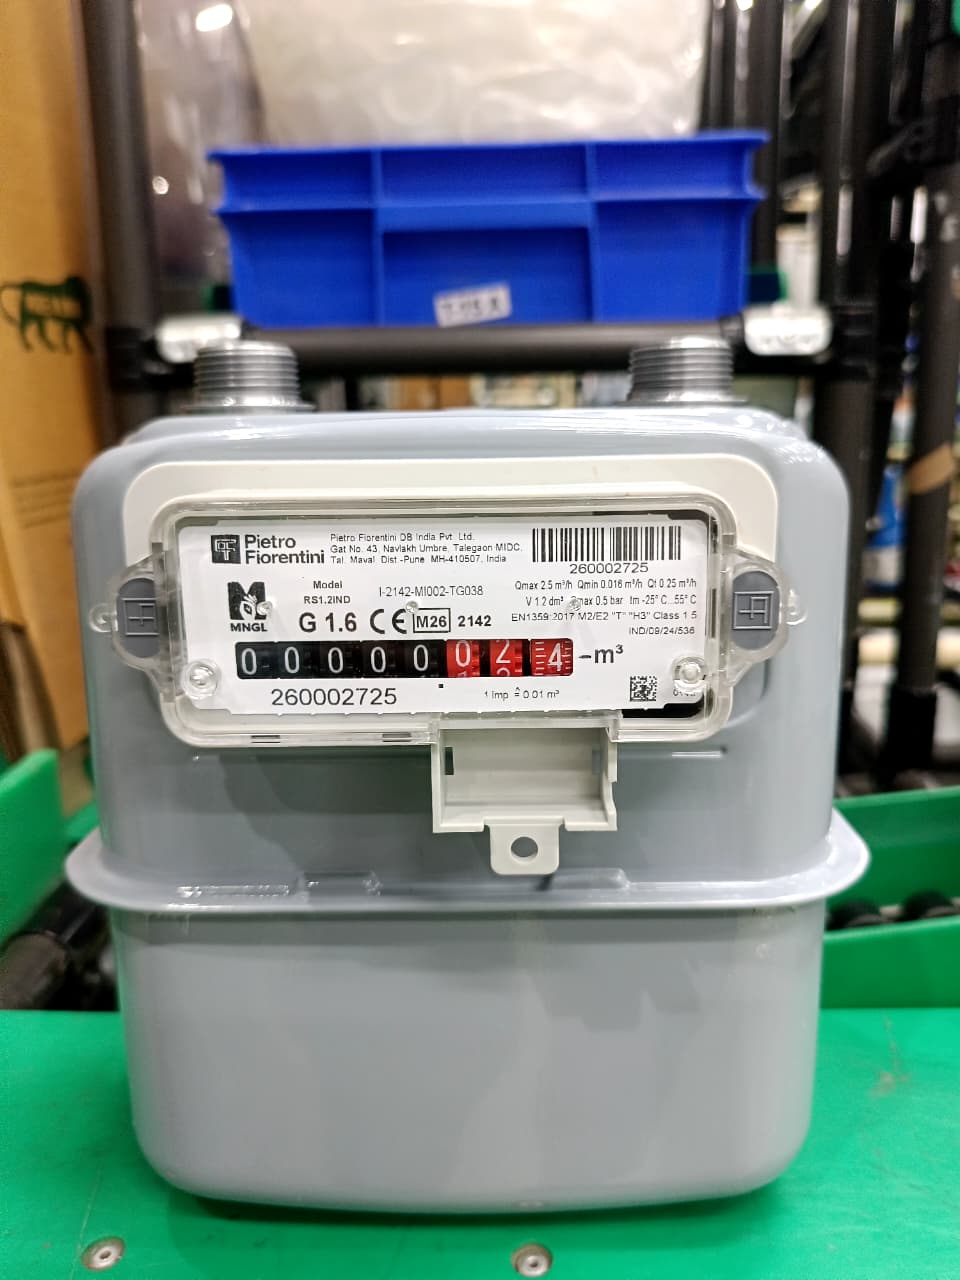 Pietro
Fiorentini
Pietro Fiorentini DB India Pvt. Ltd.
Gat No. 43, Navlakh Umbre, Talegaon MIDC,
Tal. Maval Dist -Pune MH-410507, India
260002725
MNGL
Model
RS1.2IND
I-2142-MI002-TG038
G 1.6 CE M26 2142
Qmax 2.5 m³/h Qmin 0.016 m³/h Qt 0.25 m³/h
V 1.2 dm³ Pmax 0.5 bar tm -25° C...55° C
EN1359:2017 M2/E2 "T" "H3" Class 1.5
IND/09/24/536
0 0 0 0 0 0 2 4 -m³
260002725
1 Imp ≙ 0.01 m³